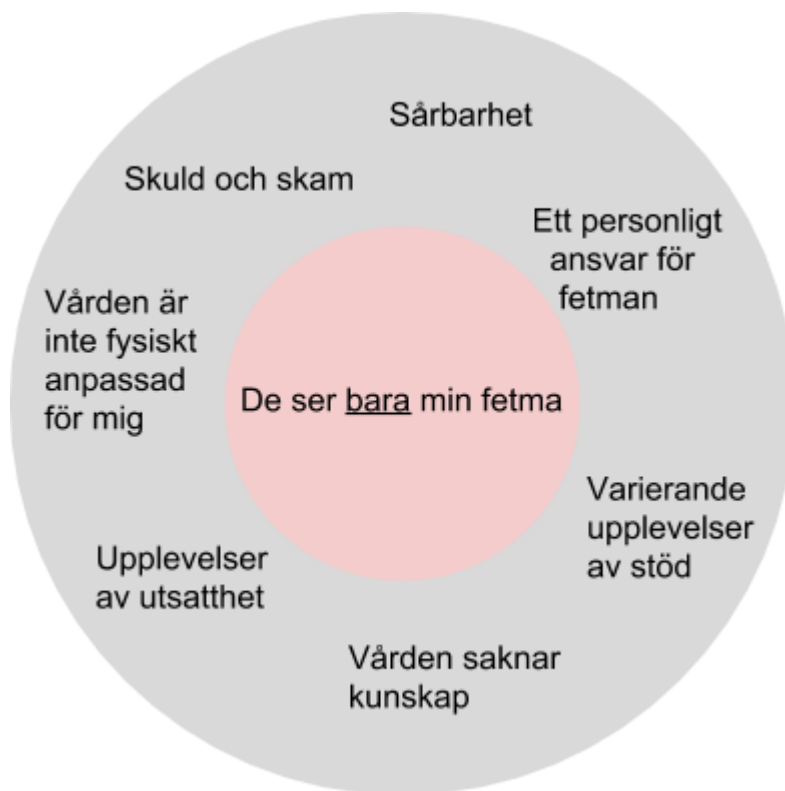 Sårbarhet
Skuld och skam
Ett personligt
ansvar för
fetman
Vården är
inte fysiskt
anpassad
för mig
De ser bara min fetma
Varierande
upplevelser
av stöd
Upplevelser
av utsatthet
Vården saknar
kunskap